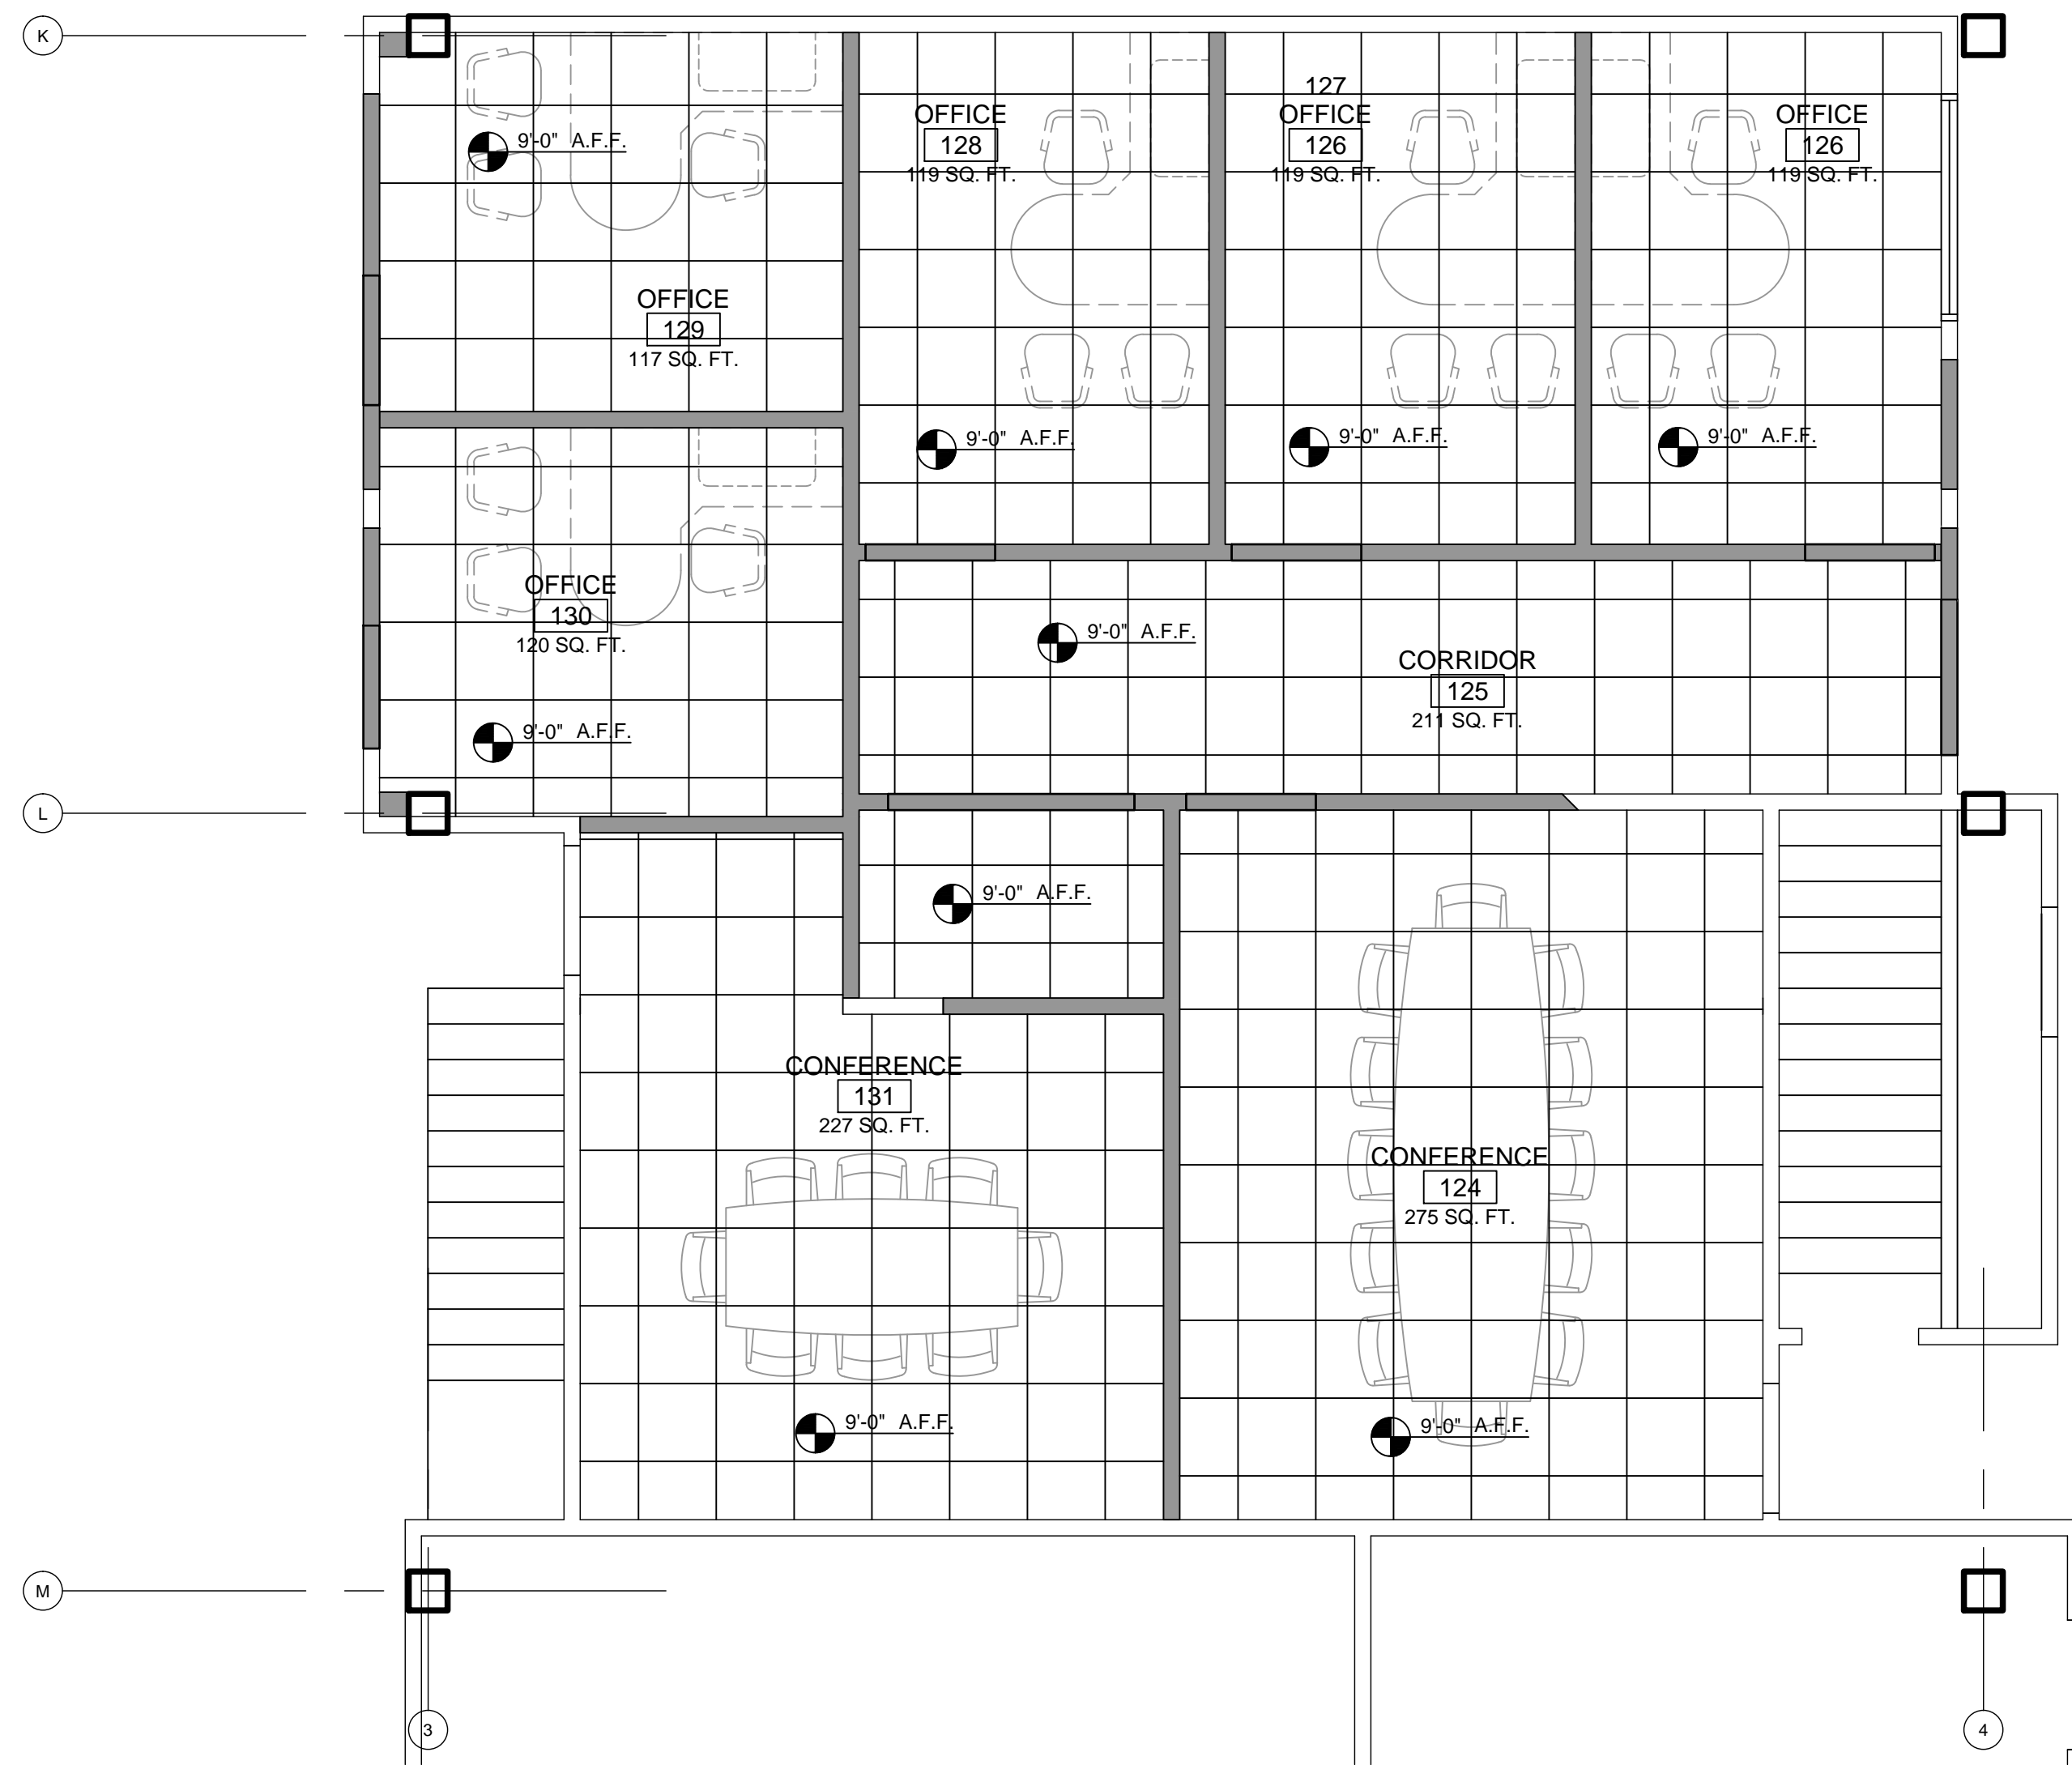 K
127
OFFICE
128
119 SQ. FT.
OFFICE
126
119 SQ. FT.
OFFICE
126
119 SQ. FT.
9'-0" A.F.F.
OFFICE
129
117 SQ. FT.
9'-0" A.F.F.
9'-0" A.F.F.
9'-0" A.F.F.
OFFICE
130
120 SQ. FT.
9'-0" A.F.F.
CORRIDOR
125
211 SQ. FT.
9'-0" A.F.F.
L
9'-0" A.F.F.
CONFERENCE
131
227 SQ. FT.
CONFERENCE
124
275 SQ. FT.
9'-0" A.F.F.
9'-0" A.F.F.
M
3
4